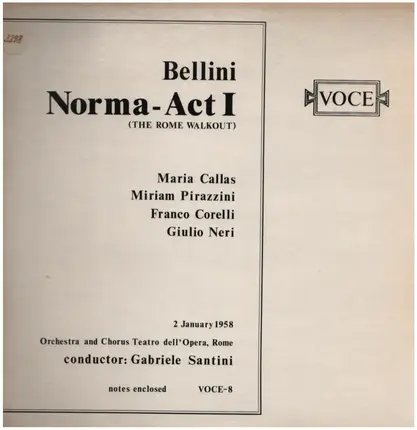 Bellini
Norma-Act I
(THE ROME WALKOUT)
VOCE
Maria Callas
Miriam Pirazzini
Franco Corelli
Giulio Neri
2 January 1958
Orchestra and Chorus Teatro dell'Opera, Rome
conductor: Gabriele Santini
notes enclosed VOCE-8